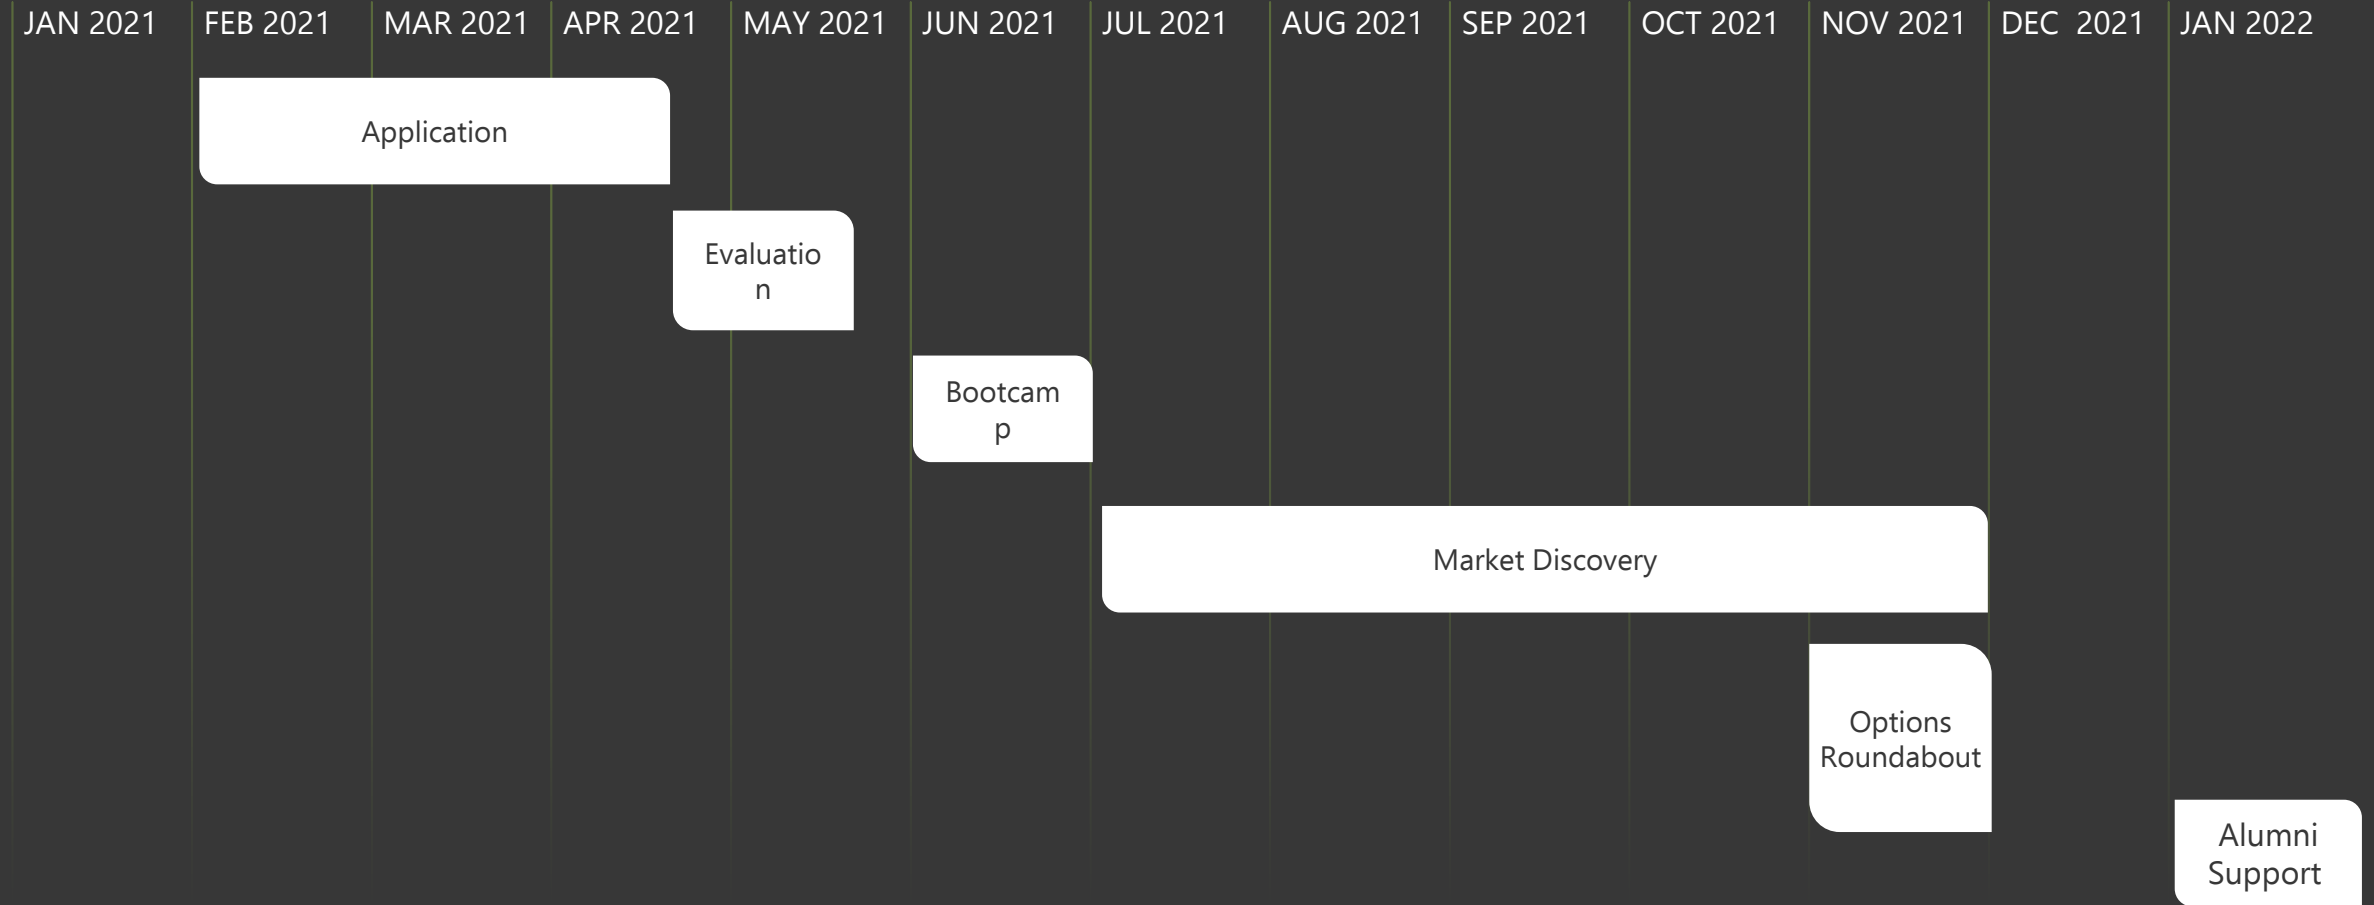 JAN 2021
FEB 2021
MAR 2021
APR 2021
MAY 2021
JUN 2021
JUL 2021
AUG 2021
SEP 2021
OCT 2021
NOV 2021
DEC  2021
JAN 2022
Application
Evaluatio
n
Bootcam
p
Market Discovery
Options
Roundabout
Alumni
Support